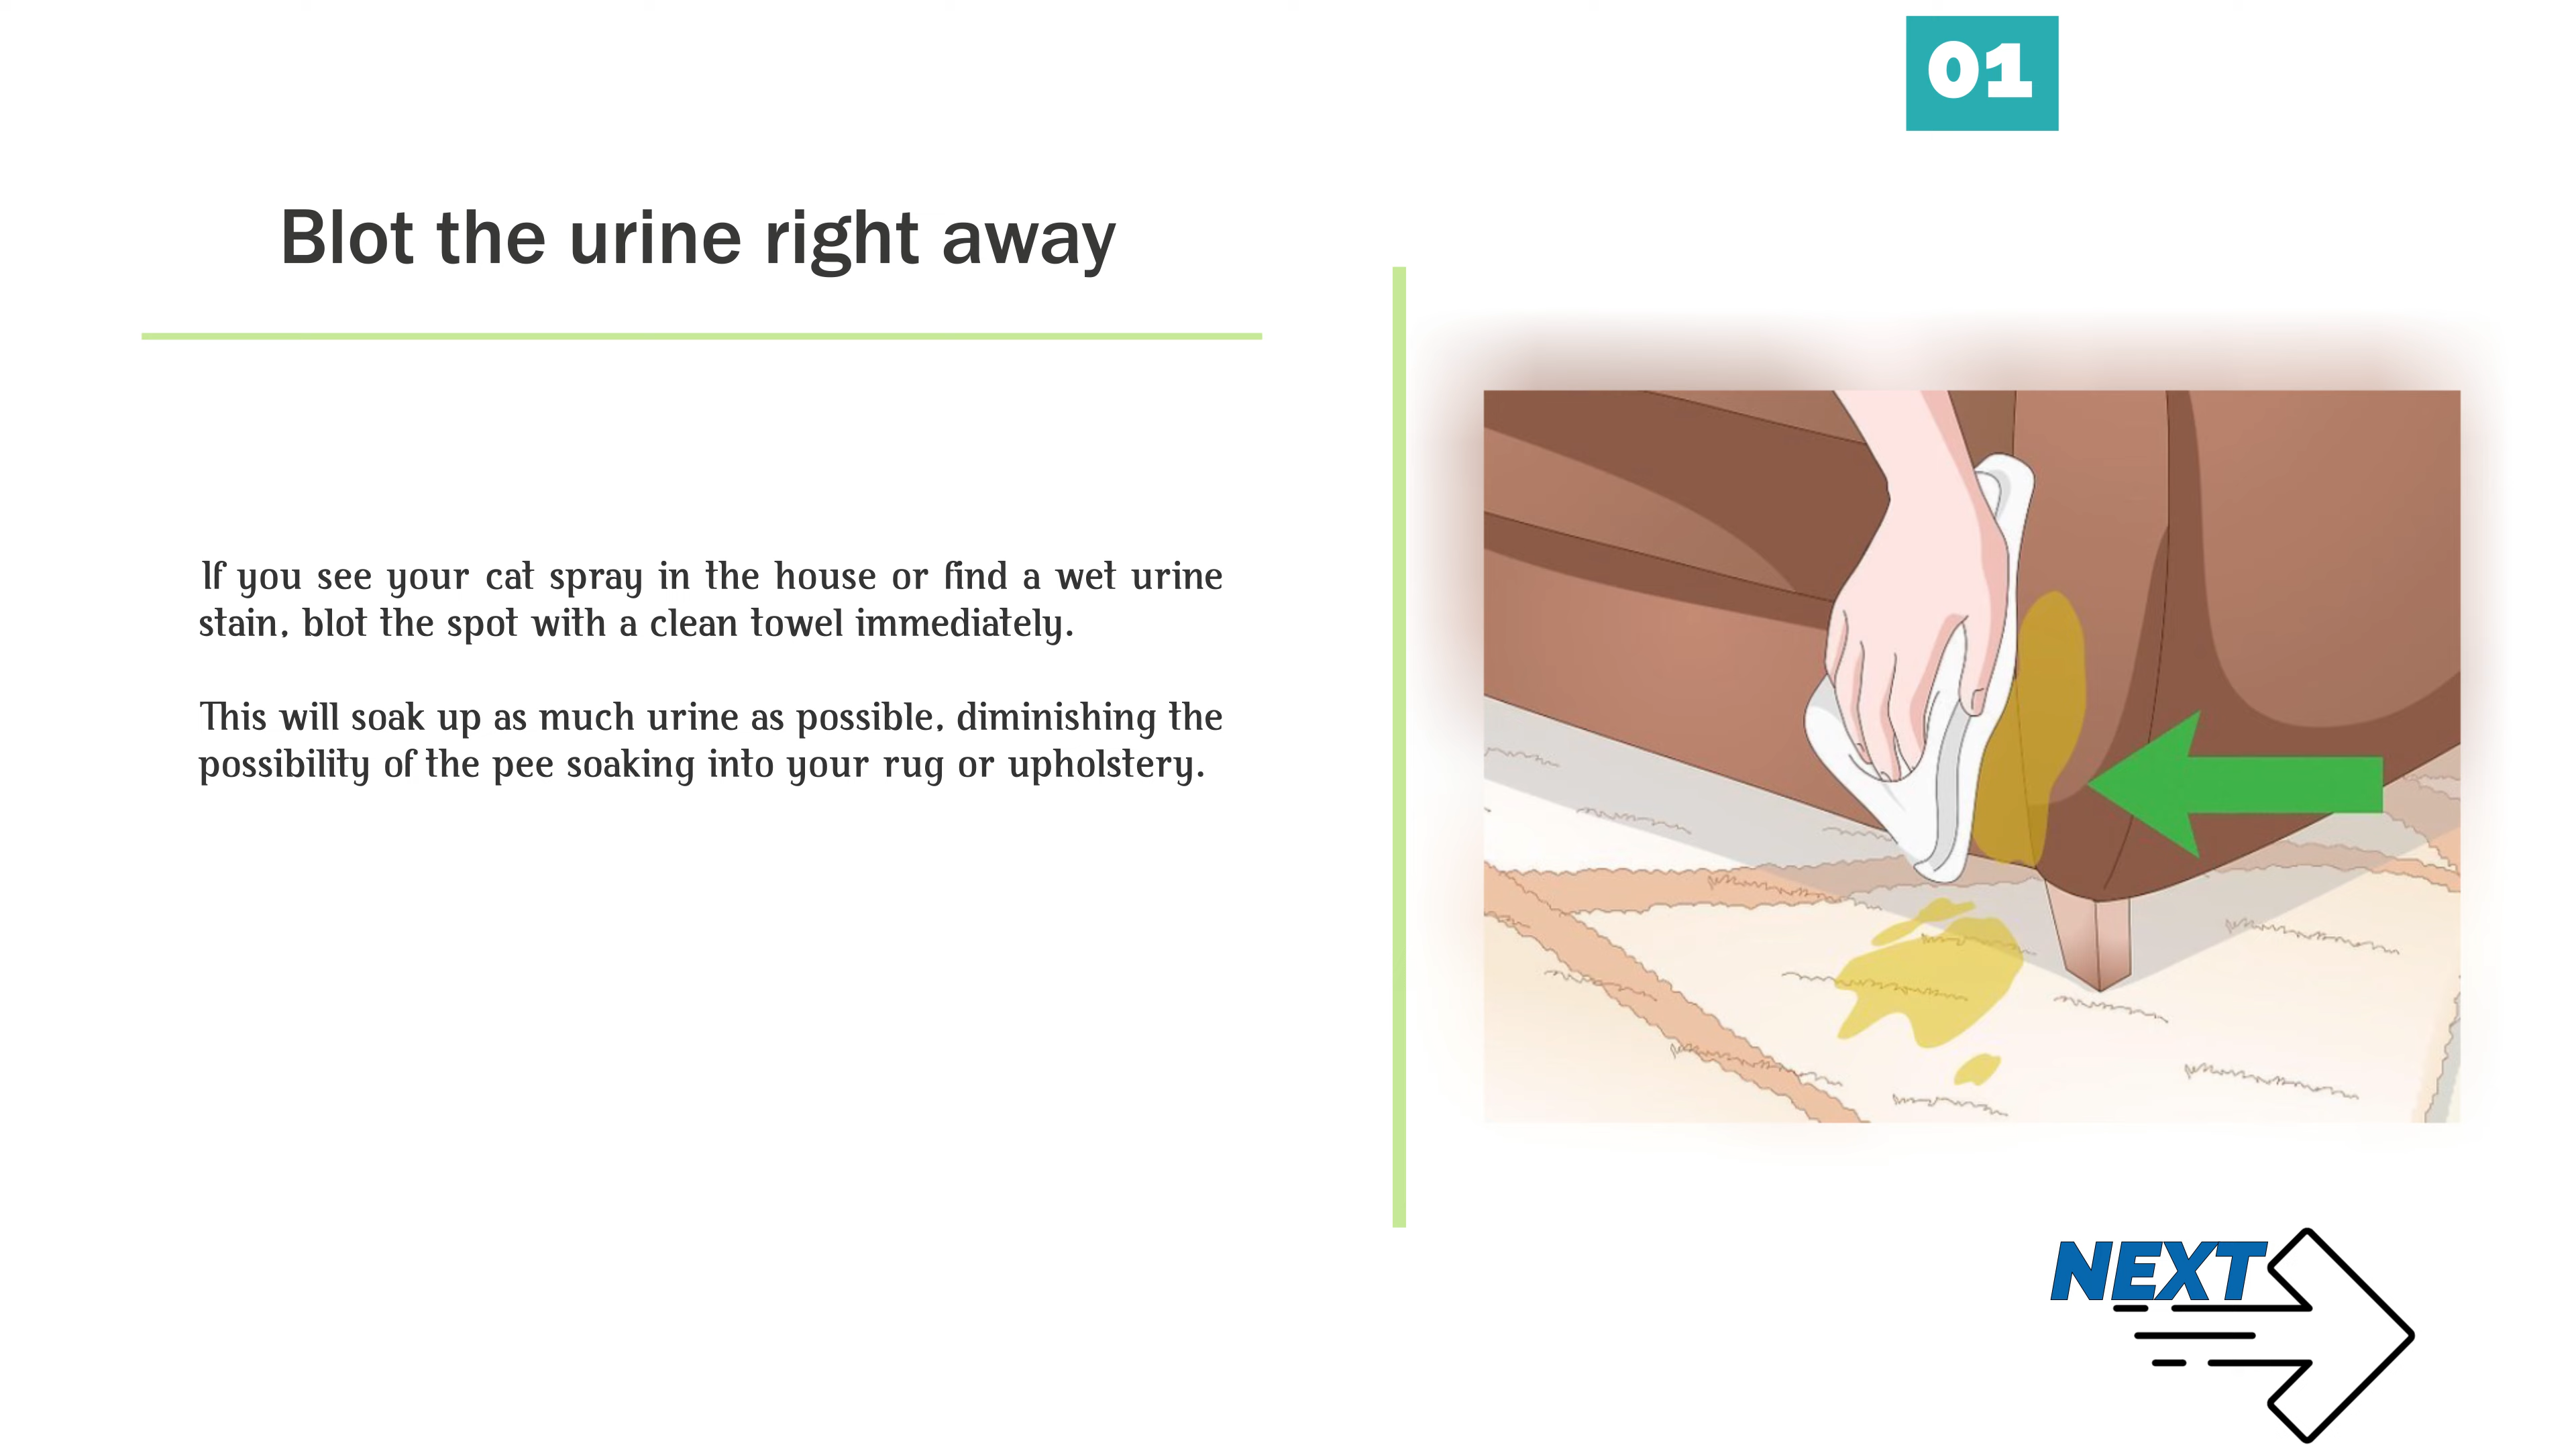 01
Blot the urine right away
If you see your cat spray in the house or find a wet urine
stain, blot the spot with a clean towel immediately.
This will soak up as much urine as possible, diminishing the
possibility of the pee soaking into your rug or upholstery.
NEXT